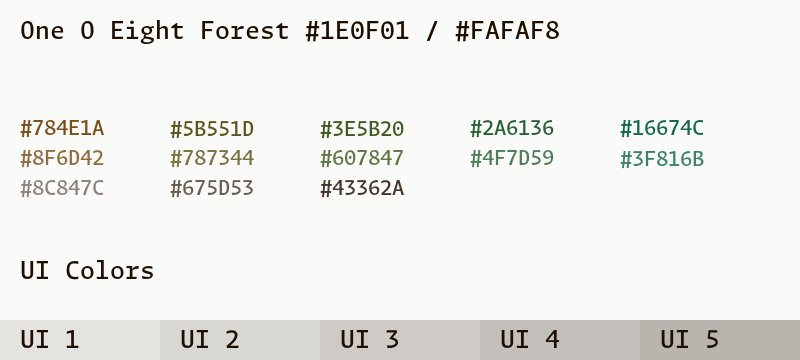 One O Eight Forest #1E0F01 / #FAFAF8
#784E1A #5B551D #3E5B20 #2A6136 #16674C
#8F6D42 #787344 #607847 #4F7D59 #3F816B
#8C847C #675D53 #43362A
UI Colors
UI 1 UI 2 UI 3 UI 4 UI 5